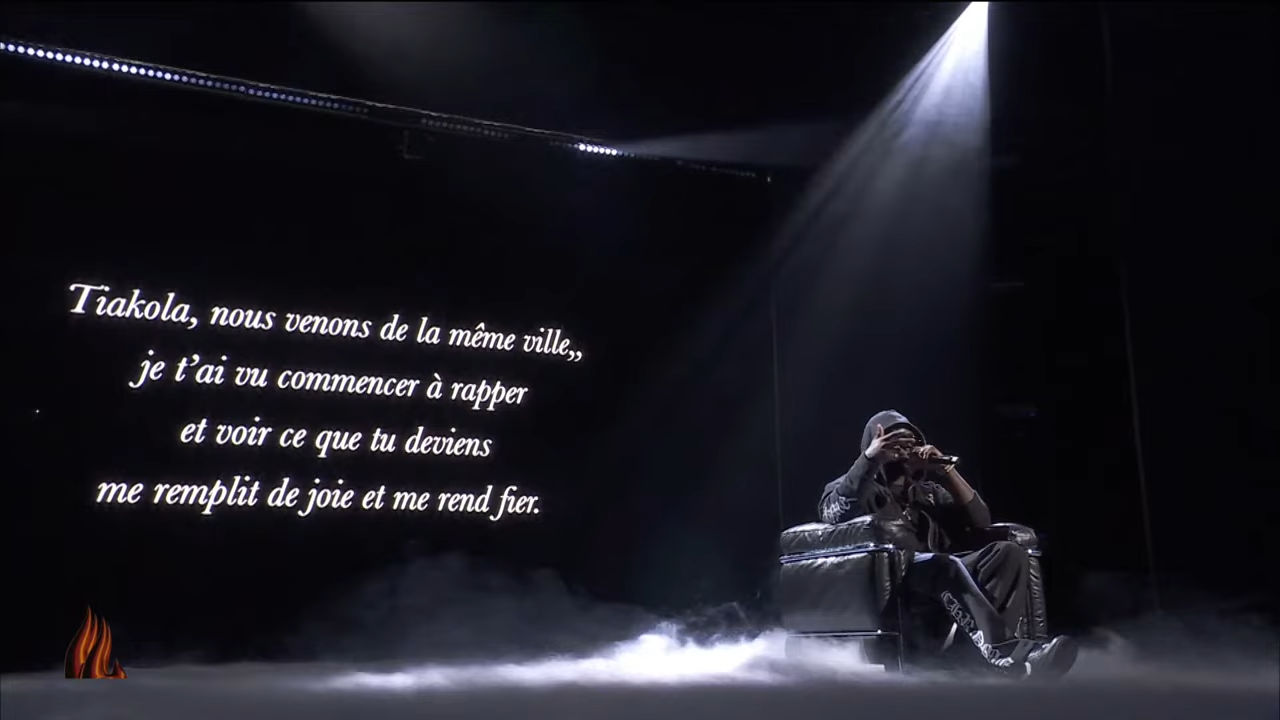 Tiakola, nous venons de la même ville,,
je t’ai vu commencer à rapper
et voir ce que tu deviens
me remplit de joie et me rend fier.